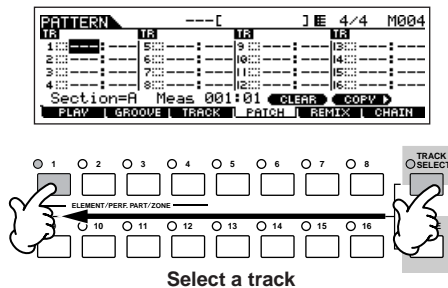 PATTERN ---[ ] 4/4 M004
TR TR TR TR
1 ---:--- 5 ---:--- 9 ---:--- 13 ---:---
2 ---:--- 6 ---:--- 10 ---:--- 14 ---:---
3 ---:--- 7 ---:--- 11 ---:--- 15 ---:---
4 ---:--- 8 ---:--- 12 ---:--- 16 ---:---
Section=A Meas 001:01 CLEAR COPY
PLAY GROOVE TRACK PATCH REMIX CHAIN
1 2 3 4 5 6 7 8 TRACK SELECT
ELEMENT/PERF. PART/ZONE
10 11 12 13 14 15 16 E
Select a track